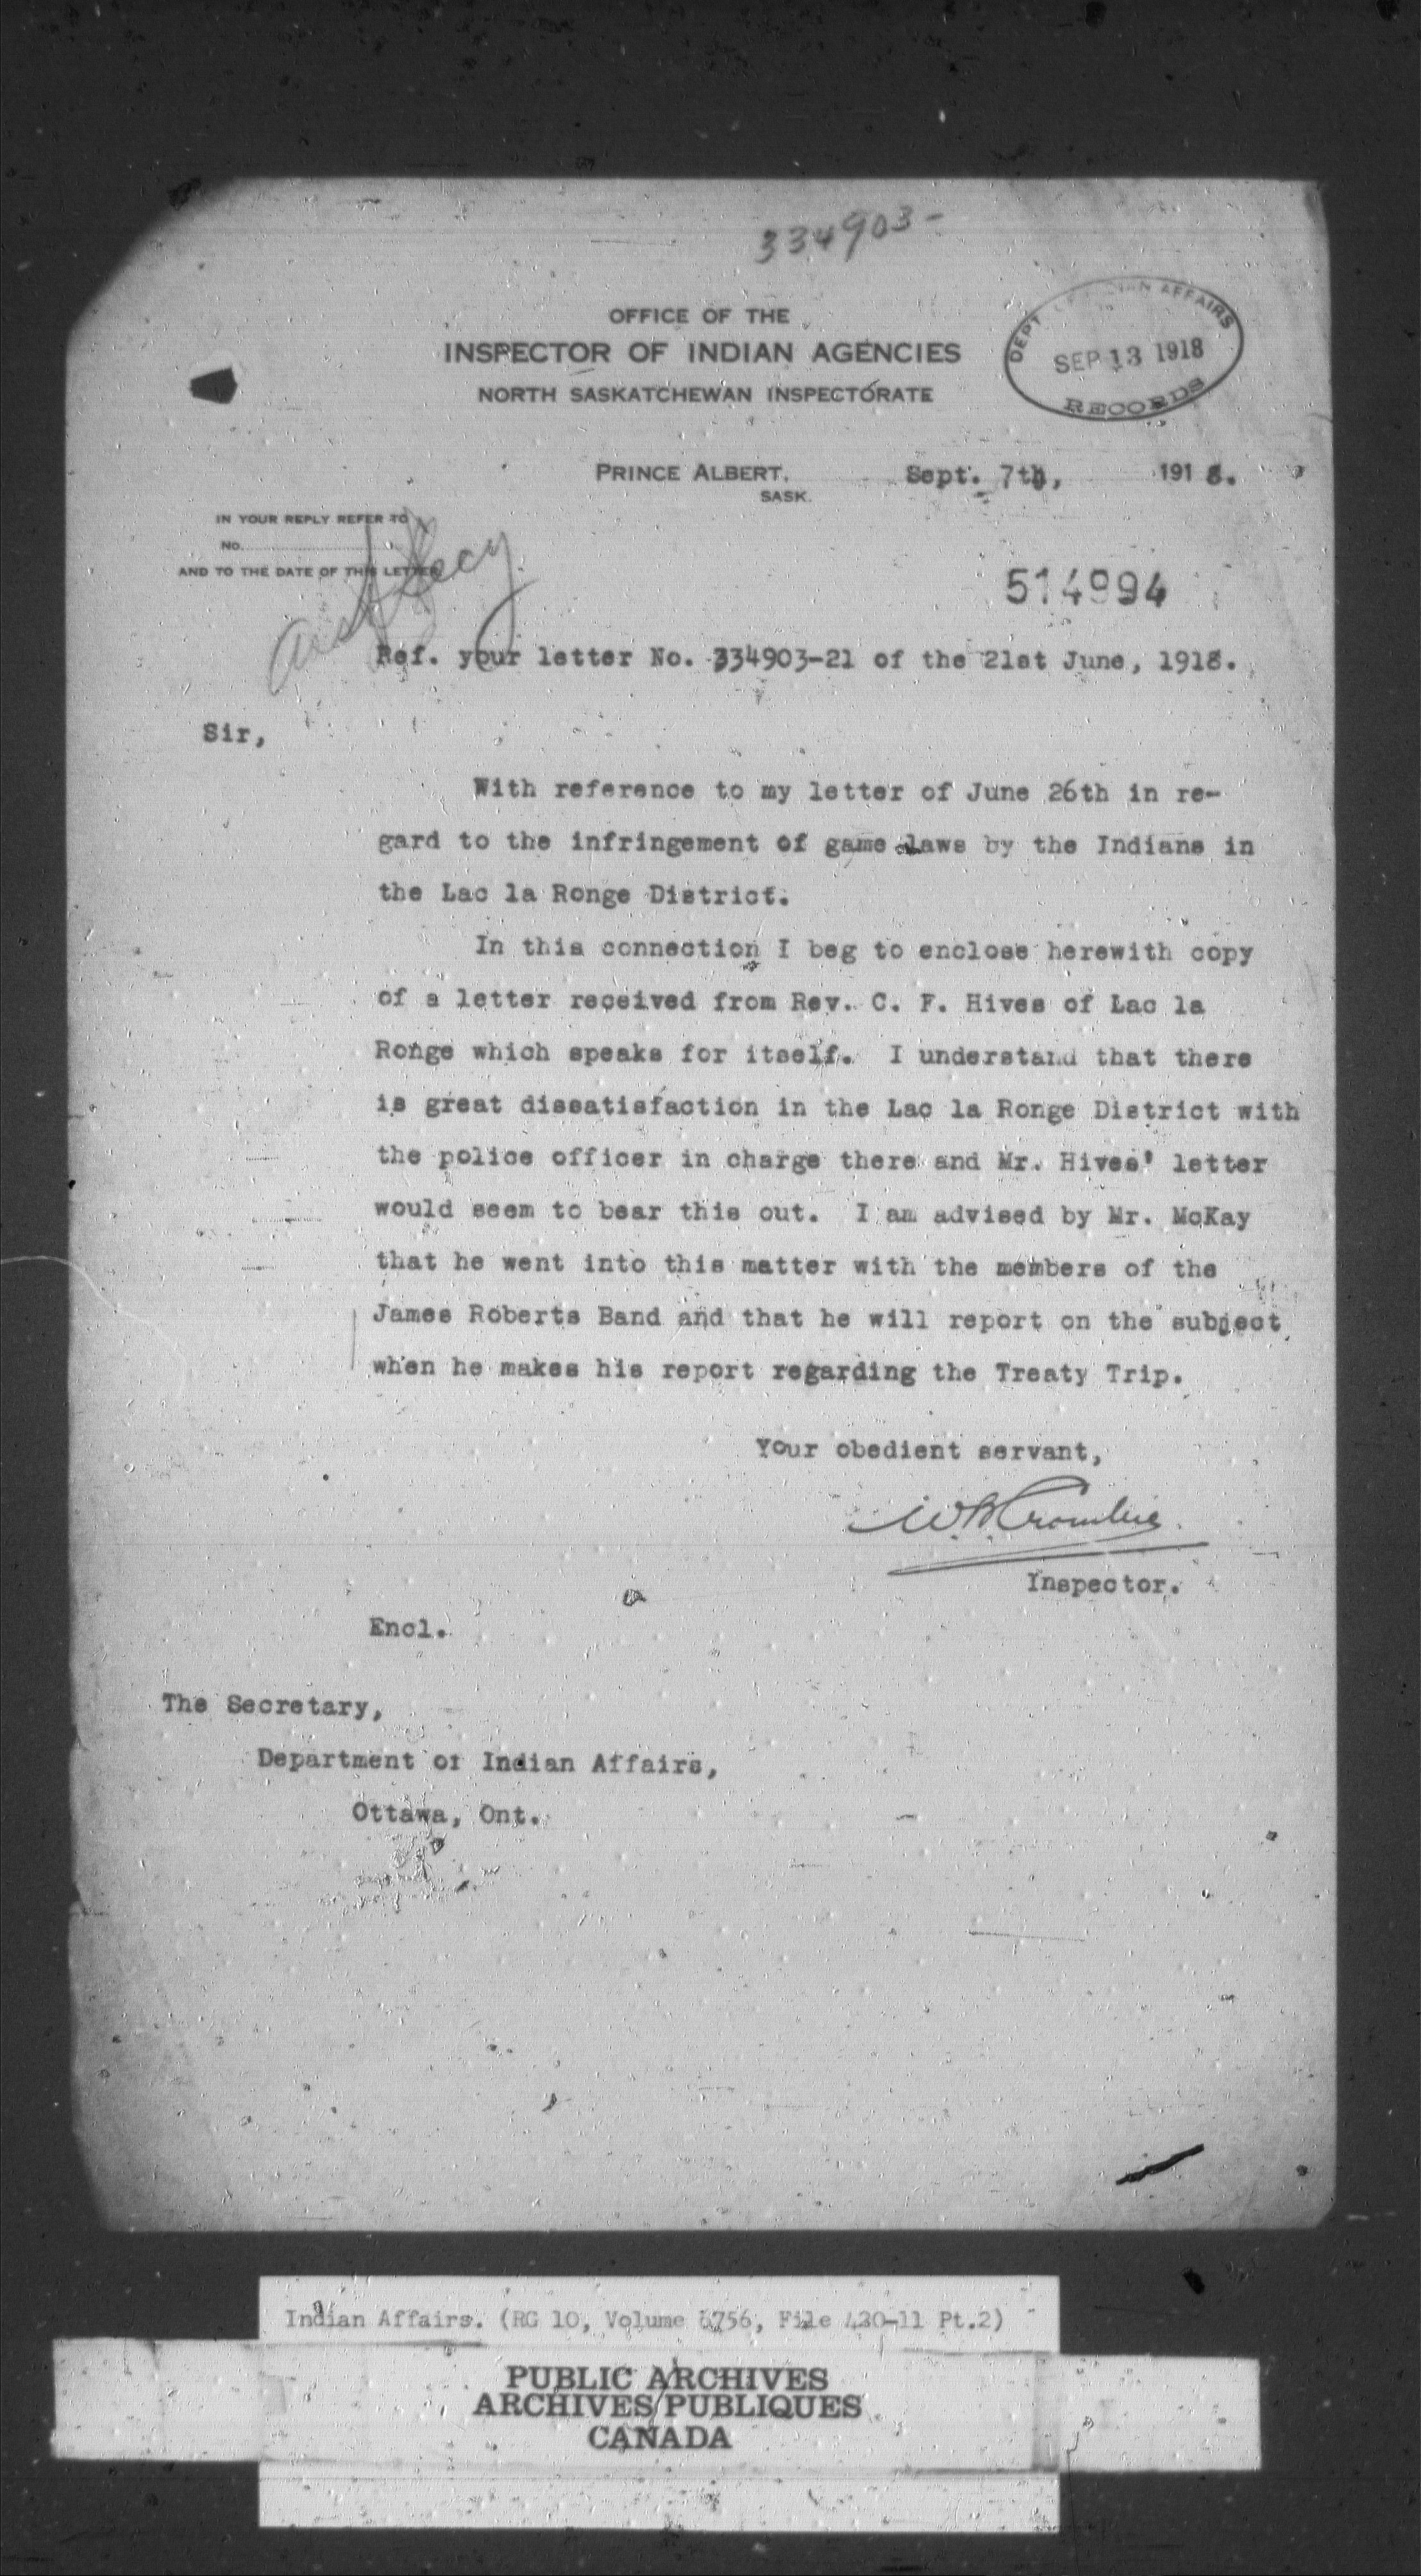 334903-
OFFICE OF THE
INSPECTOR OF INDIAN AGENCIES
NORTH SASKATCHEWAN INSPECTORATE
DEPT. OF INDIAN AFFAIRS
SEP 13 1918
RECORDS
PRINCE ALBERT, Sept. 7th, 1918.
SASK.
IN YOUR REPLY REFER TO
No.
AND TO THE DATE OF THIS LETTER
Secy
514994
Ref. your letter No. 334903-21 of the 21st June, 1918.
Sir,
With reference to my letter of June 26th in re-
gard to the infringement of game laws by the Indians in
the Lac la Ronge District.
In this connection I beg to enclose herewith copy
of a letter received from Rev. C. F. Hives of Lac la
Ronge which speaks for itself. I understand that there
is great dissatisfaction in the Lac la Ronge District with
the police officer in charge there and Mr. Hives' letter
would seem to bear this out. I am advised by Mr. McKay
that he went into this matter with the members of the
James Roberts Band and that he will report on the subject
when he makes his report regarding the Treaty Trip.
Your obedient servant,
W.B. Crombie
Inspector.
Encl.
The Secretary,
Department of Indian Affairs,
Ottawa, Ont.
Indian Affairs. (RG 10, Volume 6756, File 420-11 Pt.2)
PUBLIC ARCHIVES
ARCHIVES PUBLIQUES
CANADA